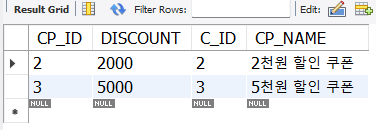 Result Grid Filter Rows: Edit:
CP_ID DISCOUNT C_ID CP_NAME
2 2000 2 2천원 할인 쿠폰
3 5000 3 5천원 할인 쿠폰
NULL NULL NULL NULL